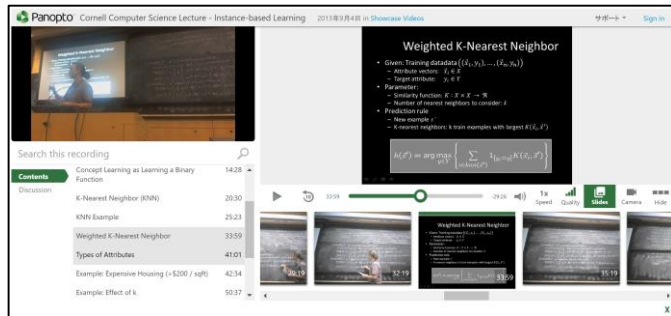 Panopto Cornell Computer Science Lecture - Instance-based Learning 2013年9月4日 in Showcase Videos サポート Sign in
Weighted K-Nearest Neighbor
• Given: Training datadata ((x⃗₁, y₁), …, (x⃗ₙ, yₙ))
– Attribute vectors: x⃗ᵢ ∈ X
– Target attribute: yᵢ ∈ Y
• Parameter:
– Similarity function: K : X × X → ℜ
– Number of nearest neighbors to consider: k
• Prediction rule
– New example x'
– K-nearest neighbors: k train examples with largest K(x⃗ᵢ, x⃗')
Search this recording
Contents
Discussion
Concept Learning as Learning a Binary Function 14:28
K-Nearest Neighbor (KNN) 20:30
KNN Example 25:23
Weighted K-Nearest Neighbor 33:59
Types of Attributes 41:01
Example: Expensive Housing (>$200 / sqft) 42:34
Example: Effect of k 50:37
10 33:59 -29:26 1x
Speed Quality Slides Camera Hide
32:19
Weighted K-Nearest Neighbor
33:59
35:19